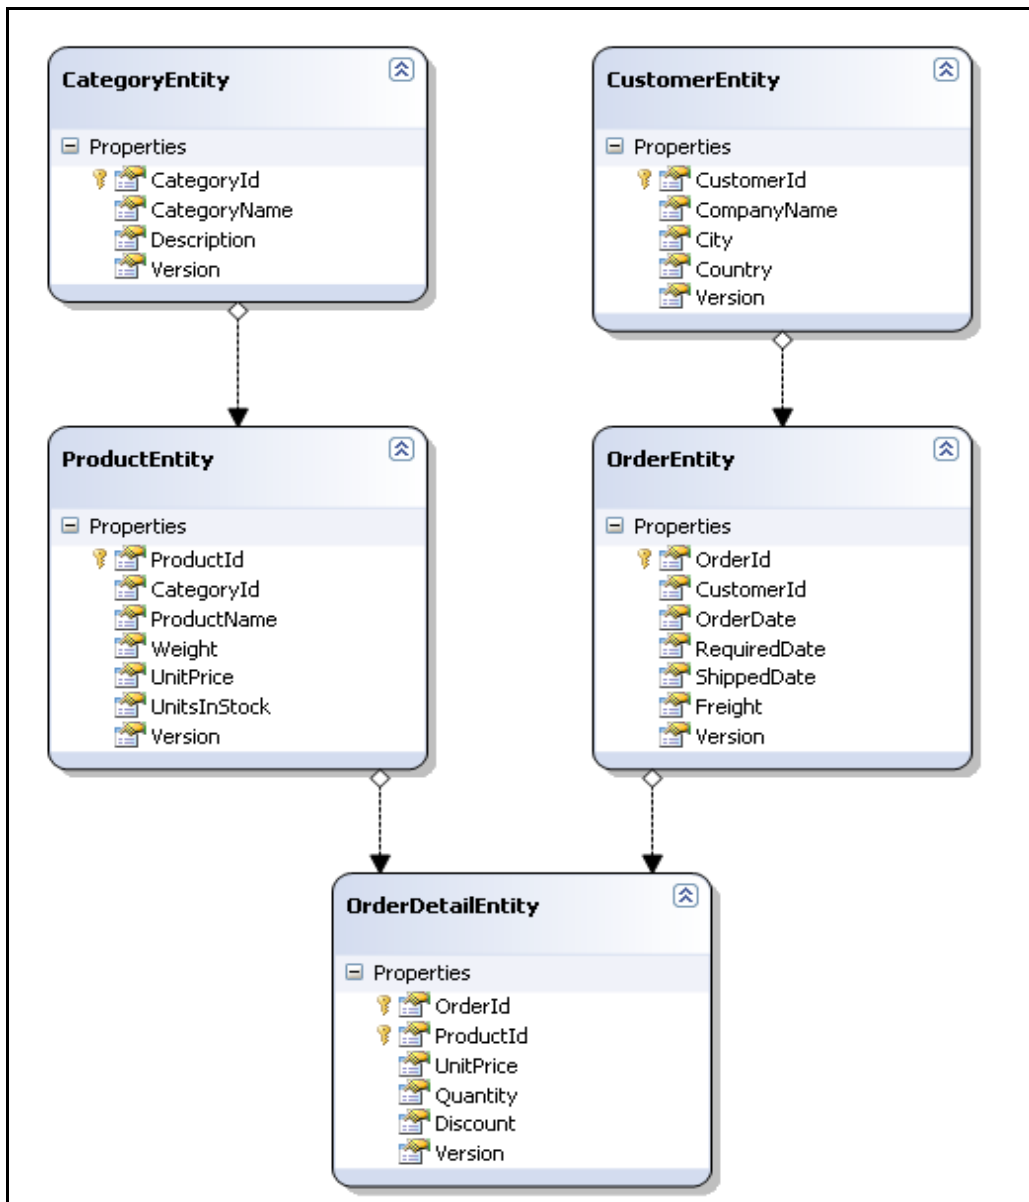 CategoryEntity
Properties
CategoryId
CategoryName
Description
Version
CustomerEntity
Properties
CustomerId
CompanyName
City
Country
Version
ProductEntity
Properties
ProductId
CategoryId
ProductName
Weight
UnitPrice
UnitsInStock
Version
OrderEntity
Properties
OrderId
CustomerId
OrderDate
RequiredDate
ShippedDate
Freight
Version
OrderDetailEntity
Properties
OrderId
ProductId
UnitPrice
Quantity
Discount
Version